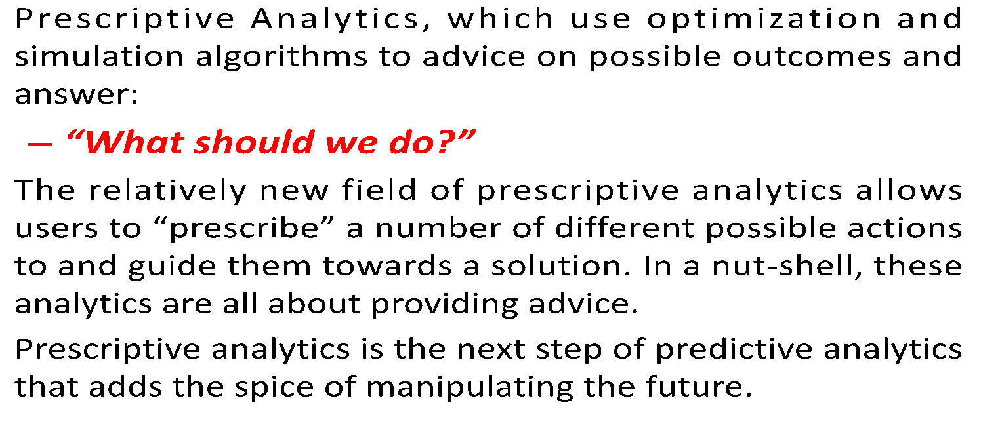 Prescriptive Analytics, which use optimization and
simulation algorithms to advice on possible outcomes and
answer:
– “What should we do?”
The relatively new field of prescriptive analytics allows
users to “prescribe” a number of different possible actions
to and guide them towards a solution. In a nut-shell, these
analytics are all about providing advice.
Prescriptive analytics is the next step of predictive analytics
that adds the spice of manipulating the future.